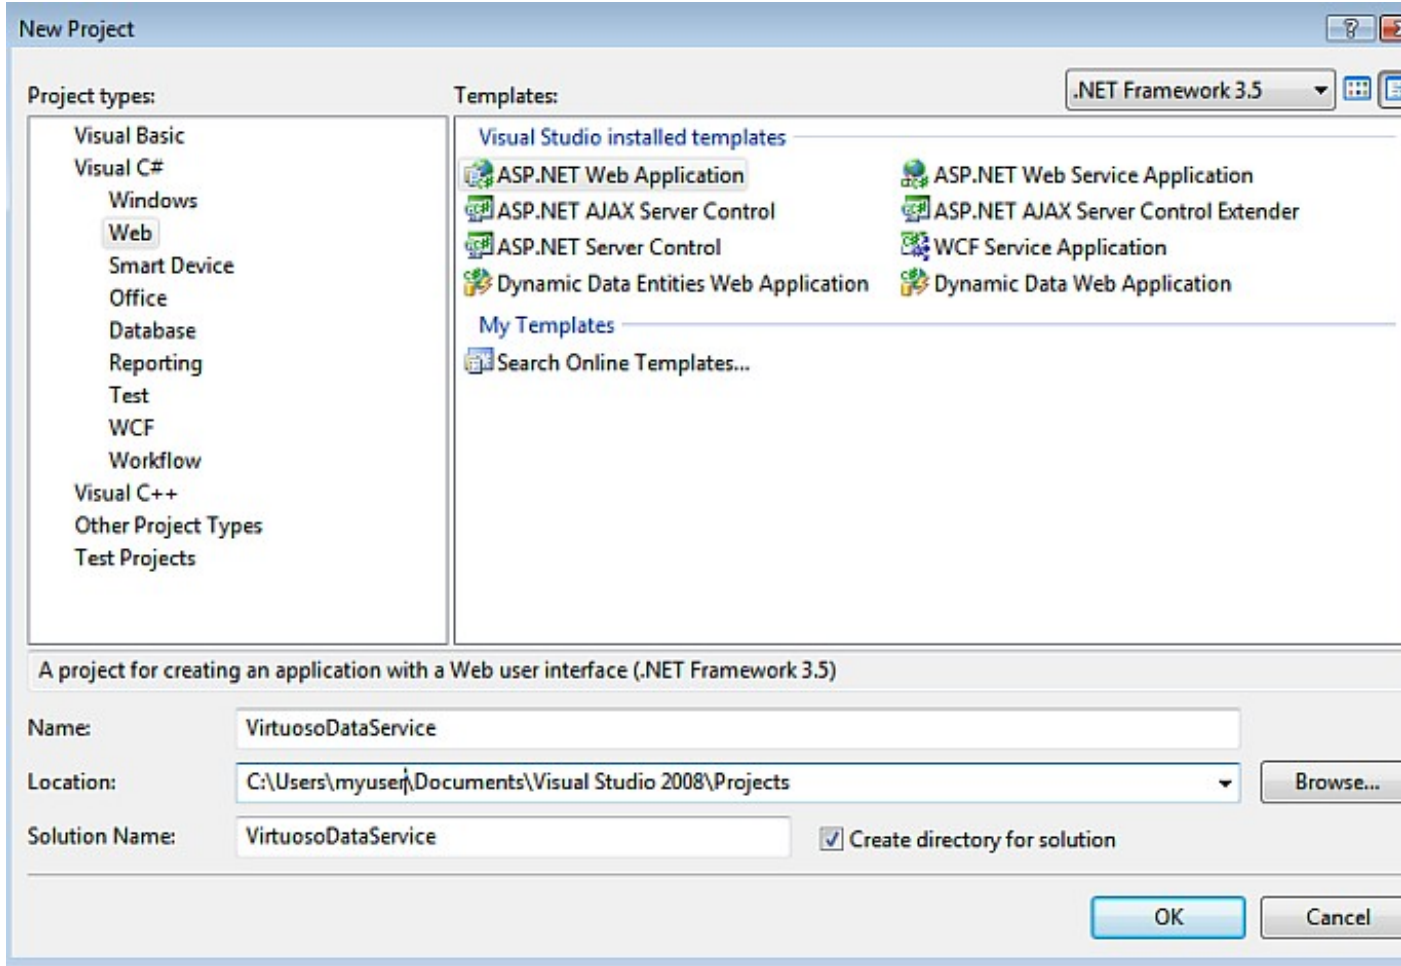 New Project
Project types:
Templates:
.NET Framework 3.5
Visual Basic
Visual C#
Windows
Web
Smart Device
Office
Database
Reporting
Test
WCF
Workflow
Visual C++
Other Project Types
Test Projects
Visual Studio installed templates
ASP.NET Web Application
ASP.NET Web Service Application
ASP.NET AJAX Server Control
ASP.NET AJAX Server Control Extender
ASP.NET Server Control
WCF Service Application
Dynamic Data Entities Web Application
Dynamic Data Web Application
My Templates
Search Online Templates...
A project for creating an application with a Web user interface (.NET Framework 3.5)
Name:
VirtuosoDataService
Location:
C:\Users\myuser\Documents\Visual Studio 2008\Projects
Browse...
Solution Name:
VirtuosoDataService
Create directory for solution
OK
Cancel